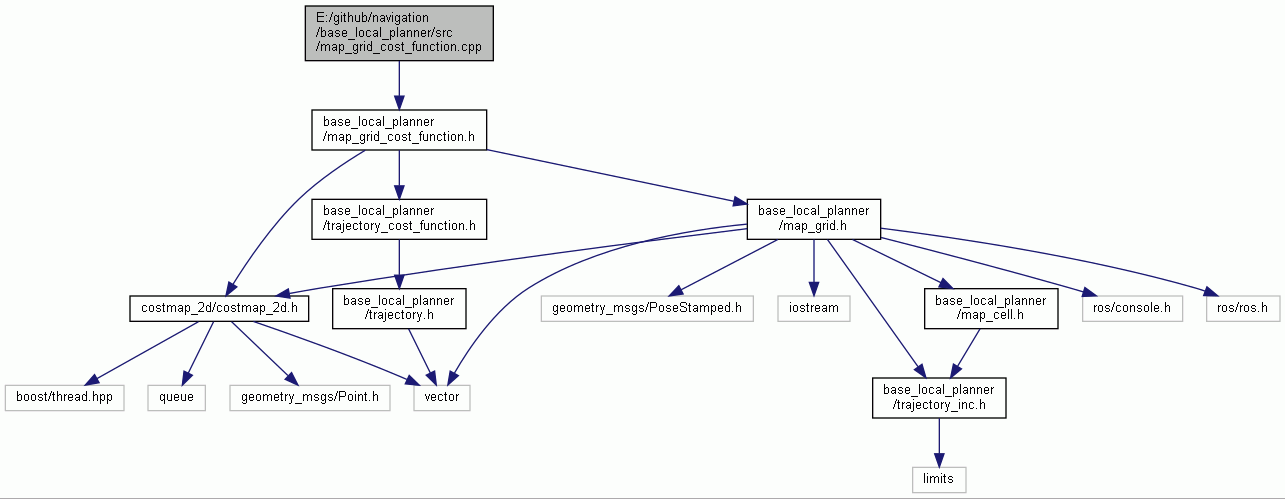 E:/github/navigation
/base_local_planner/src
/map_grid_cost_function.cpp
base_local_planner
/map_grid_cost_function.h
base_local_planner
/trajectory_cost_function.h
base_local_planner
/map_grid.h
costmap_2d/costmap_2d.h
base_local_planner
/trajectory.h
geometry_msgs/PoseStamped.h
iostream
base_local_planner
/map_cell.h
ros/console.h
ros/ros.h
boost/thread.hpp
queue
geometry_msgs/Point.h
vector
base_local_planner
/trajectory_inc.h
limits